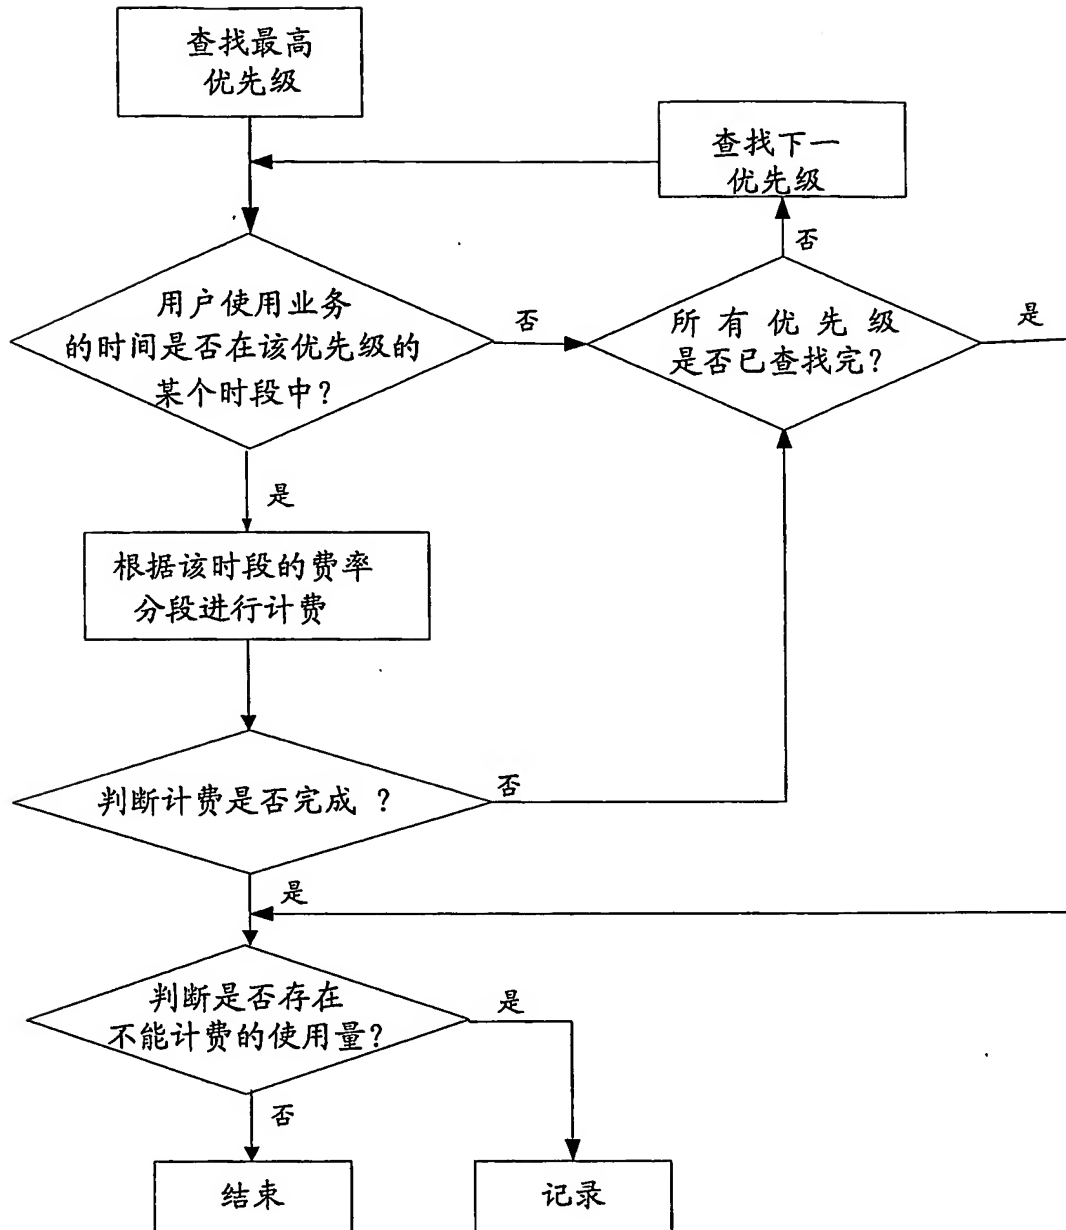 查找最高
优先级
查找下一
优先级
否
用户使用业务
的时间是否在该优先级的
某个时段中?
否
所有优先级
是否已查找完?
是
是
根据该时段的费率
分段进行计费
判断计费是否完成 ?
否
是
判断是否存在
不能计费的使用量?
是
否
结束
记录